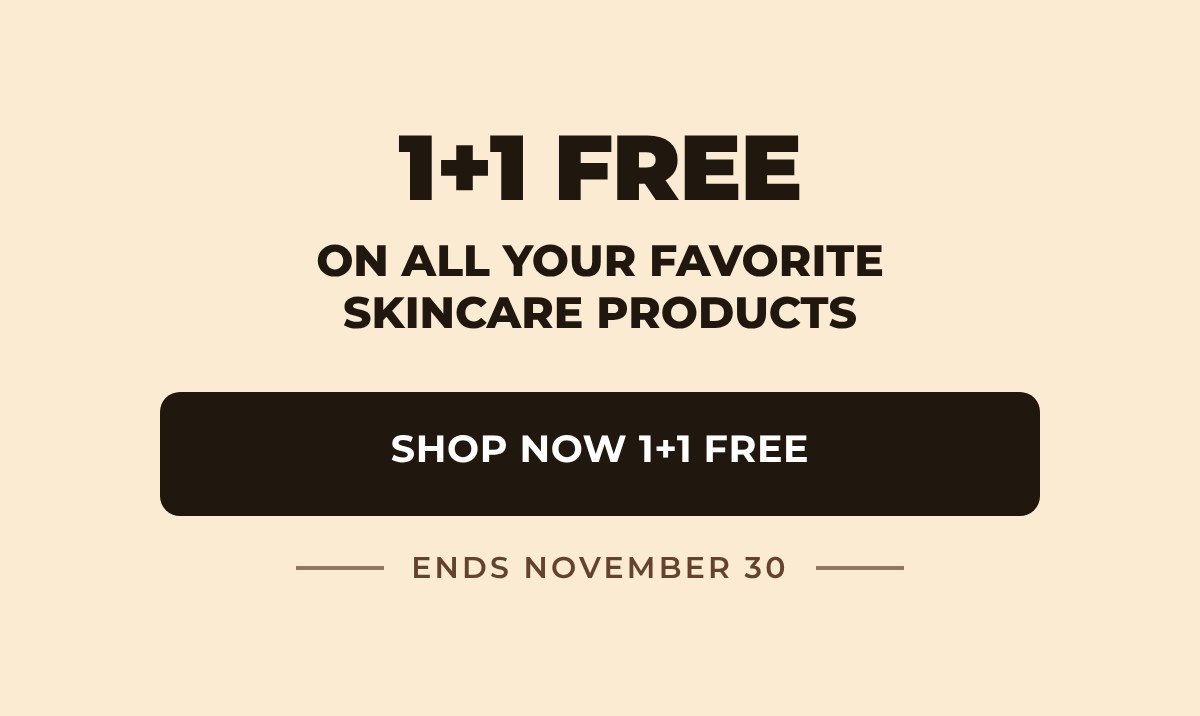 1+1 FREE
ON ALL YOUR FAVORITE
SKINCARE PRODUCTS
SHOP NOW 1+1 FREE
ENDS NOVEMBER 30